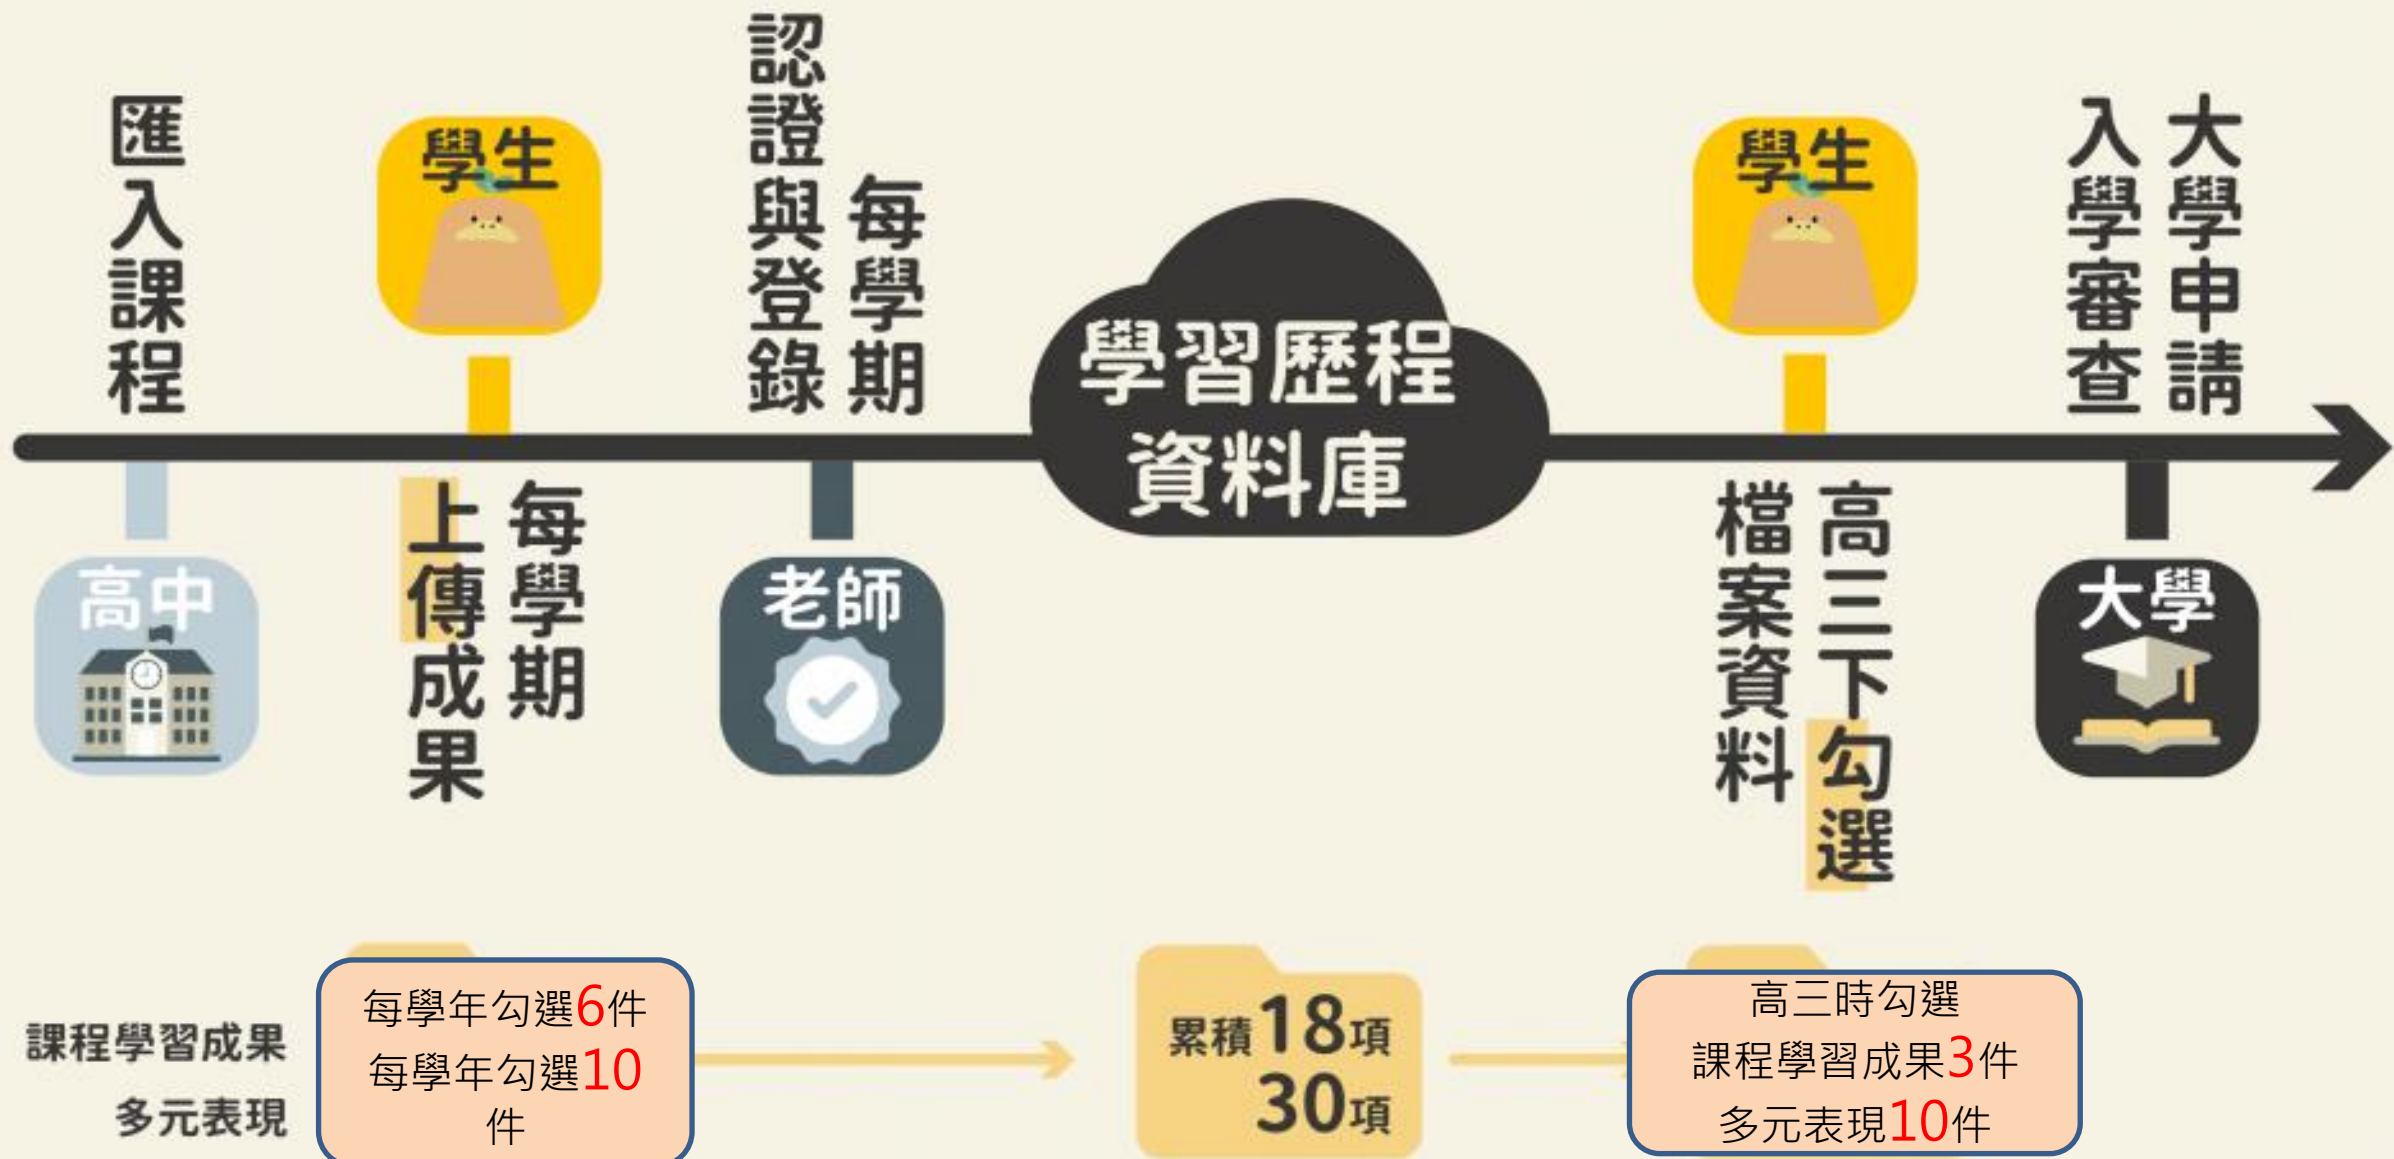 匯入課程
高中
學生
每學期
上傳成果
每學期
認證與登錄
老師
學習歷程
資料庫
學生
高三下勾選
檔案資料
大學申請
入學審查
大學
課程學習成果
多元表現
每學年勾選6件
每學年勾選10
件
累積18項
30項
高三時勾選
課程學習成果3件
多元表現10件